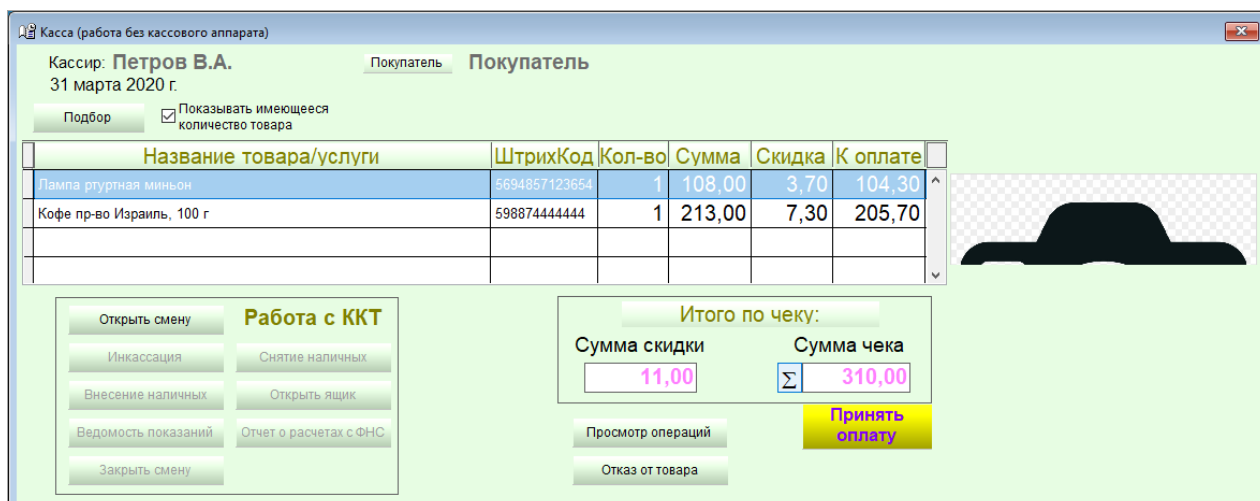 Касса (работа без кассового аппарата)
Кассир: Петров В.А. Покупатель Покупатель
31 марта 2020 г.
Подбор Показывать имеющееся
количество товара
Название товара/услуги ШтрихКод Кол-во Сумма Скидка К оплате
Лампа ртуртная миньон 5694857123654 1 108,00 3,70 104,30
Кофе пр-во Израиль, 100 г 598874444444 1 213,00 7,30 205,70
Открыть смену Работа с ККТ Итого по чеку:
Инкассация Снятие наличных Сумма скидки Сумма чека
Внесение наличных Открыть ящик 11,00 Σ 310,00
Ведомость показаний Отчет о расчетах с ФНС Просмотр операций Принять
оплату
Закрыть смену Отказ от товара